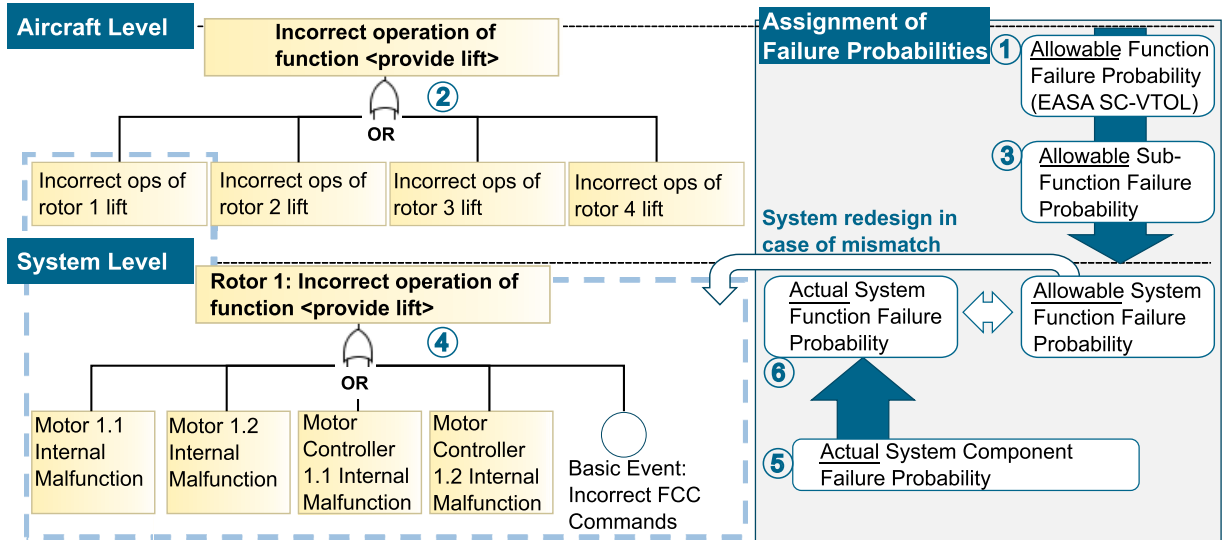 Aircraft Level
Incorrect operation of
function <provide lift>
②
OR
Incorrect ops of
rotor 1 lift
Incorrect ops of
rotor 2 lift
Incorrect ops of
rotor 3 lift
Incorrect ops of
rotor 4 lift
System Level
Rotor 1: Incorrect operation of
function <provide lift>
④
OR
Motor 1.1
Internal
Malfunction
Motor 1.2
Internal
Malfunction
Motor
Controller
1.1 Internal
Malfunction
Motor
Controller
1.2 Internal
Malfunction
Basic Event:
Incorrect FCC
Commands
Assignment of
Failure Probabilities
①
Allowable Function
Failure Probability
(EASA SC-VTOL)
③
Allowable Sub-
Function Failure
Probability
System redesign in
case of mismatch
Actual System
Function Failure
Probability
⑥
Allowable System
Function Failure
Probability
⑤
Actual System Component
Failure Probability